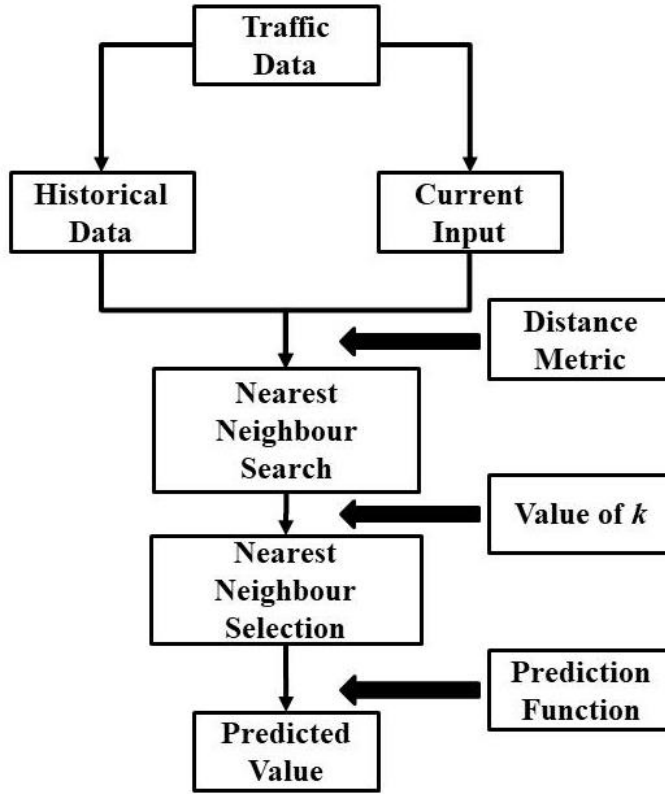 Traffic
Data
Historical
Data
Current
Input
Distance
Metric
Nearest
Neighbour
Search
Value of k
Nearest
Neighbour
Selection
Prediction
Function
Predicted
Value